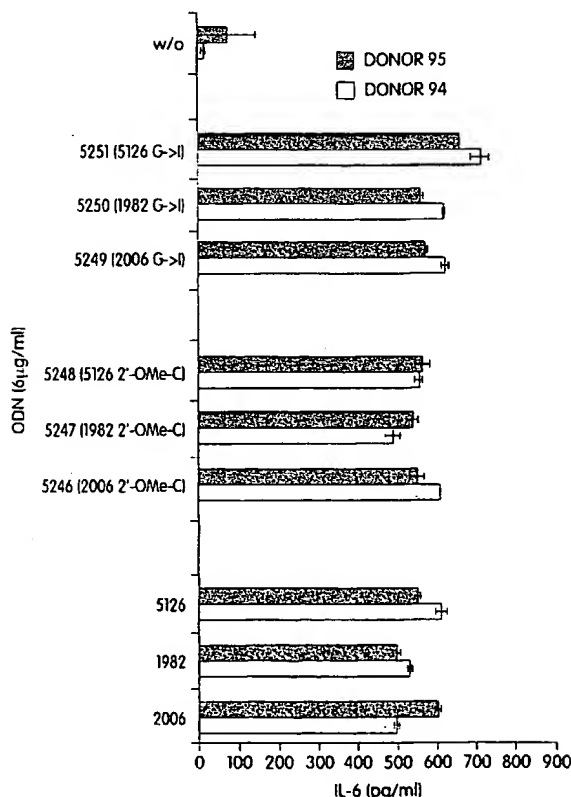 w/o
DONOR 95
DONOR 94
5251 (5126 G->I)
5250 (1982 G->I)
5249 (2006 G->I)
5248 (5126 2'-OMe-C)
5247 (1982 2'-OMe-C)
5246 (2006 2'-OMe-C)
5126
1982
2006
ODN (6μg/ml)
0 100 200 300 400 500 600 700 800 900
IL-6 (pg/ml)